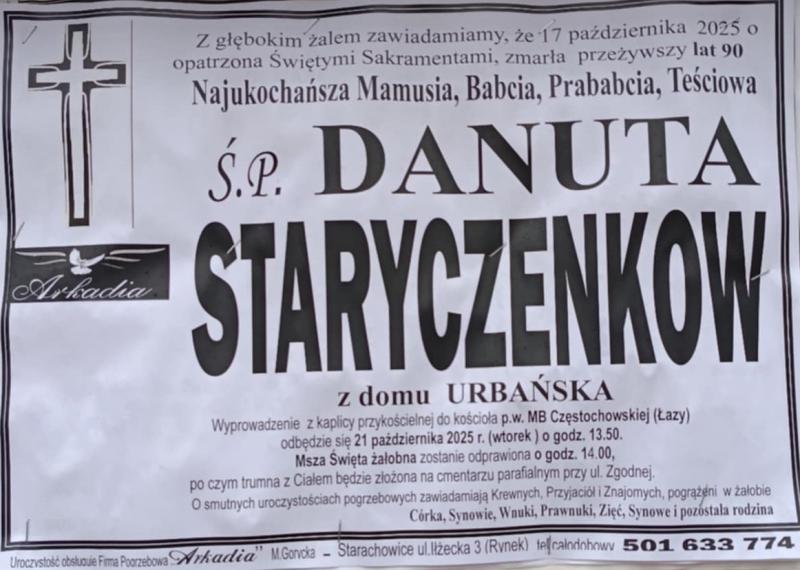 Z głębokim żalem zawiadamiamy, że 17 października 2025 o
opatrzona Świętymi Sakramentami, zmarła przeżywszy lat 90
Najukochańsza Mamusia, Babcia, Prababcia, Teściowa
Ś.P. DANUTA
STARYCZENKOW
Arkadia
z domu URBAŃSKA
Wyprowadzenie z kaplicy przykościelnej do kościoła p.w. MB Częstochowskiej (Łazy)
odbędzie się 21 października 2025 r. (wtorek ) o godz. 13.50.
Msza Święta żałobna zostanie odprawiona o godz. 14.00,
po czym trumna z Ciałem będzie złożona na cmentarzu parafialnym przy ul. Zgodnej.
O smutnych uroczystościach pogrzebowych zawiadamiają Krewnych, Przyjaciół i Znajomych, pogrążeni w żałobie
Córka, Synowie, Wnuki, Prawnuki, Zięć, Synowe i pozostała rodzina
Uroczystość obsługuje Firma Pogrzebowa "Arkadia" M.Gorycka – Starachowice ul.Iłżecka 3 (Rynek) tel.całodobowy 501 633 774